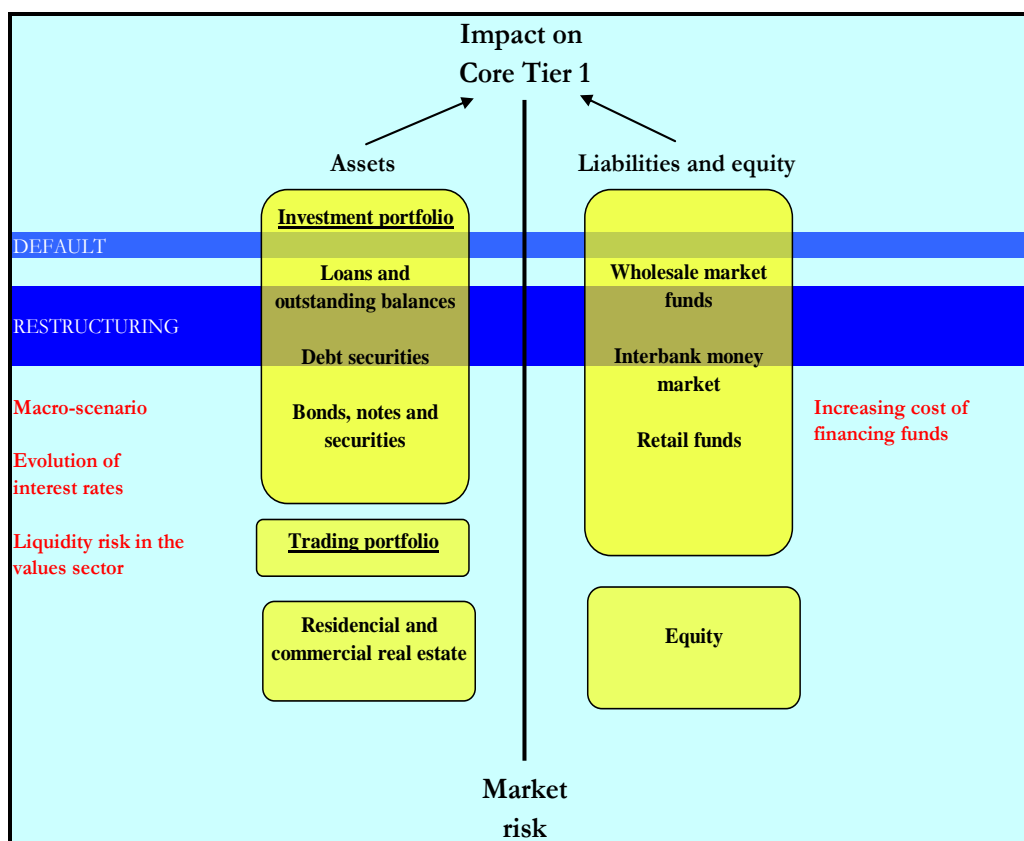 Impact on
Core Tier 1
Assets
Liabilities and equity
Investment portfolio
DEFAULT
Loans and
outstanding balances
Wholesale market
funds
RESTRUCTURING
Debt securities
Interbank money
market
Macro-scenario
Bonds, notes and
securities
Retail funds
Increasing cost of
financing funds
Evolution of
interest rates
Liquidity risk in the
values sector
Trading portfolio
Residencial and
commercial real estate
Equity
Market
risk